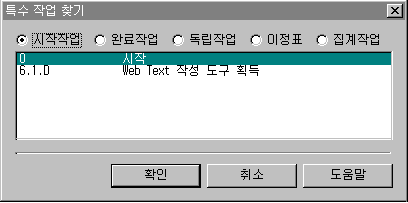 특수 작업 찾기
시작작업 완료작업 독립작업 이정표 집계작업
0 시작
6.1.0 Web Text 작성 도구 획득
확인 취소 도움말